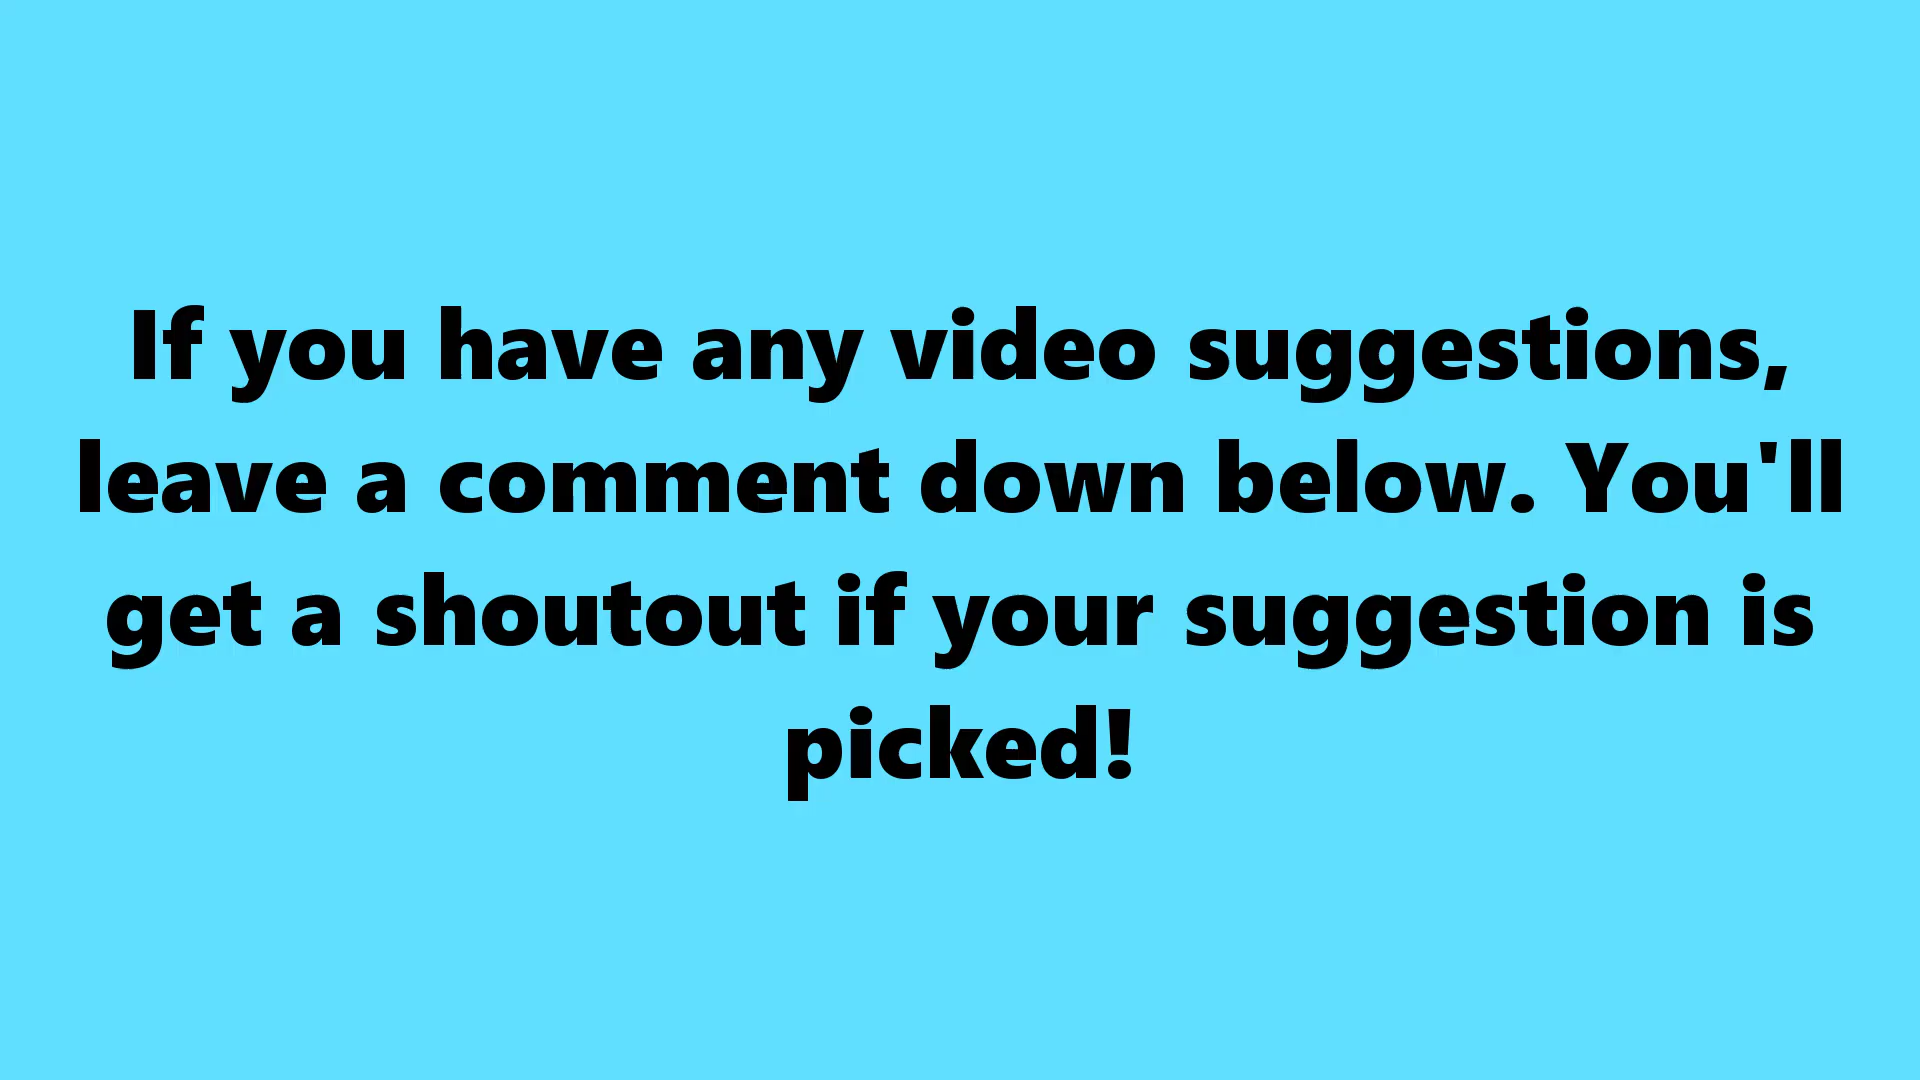 If you have any video suggestions,
leave a comment down below. You'll
get a shoutout if your suggestion is
picked!